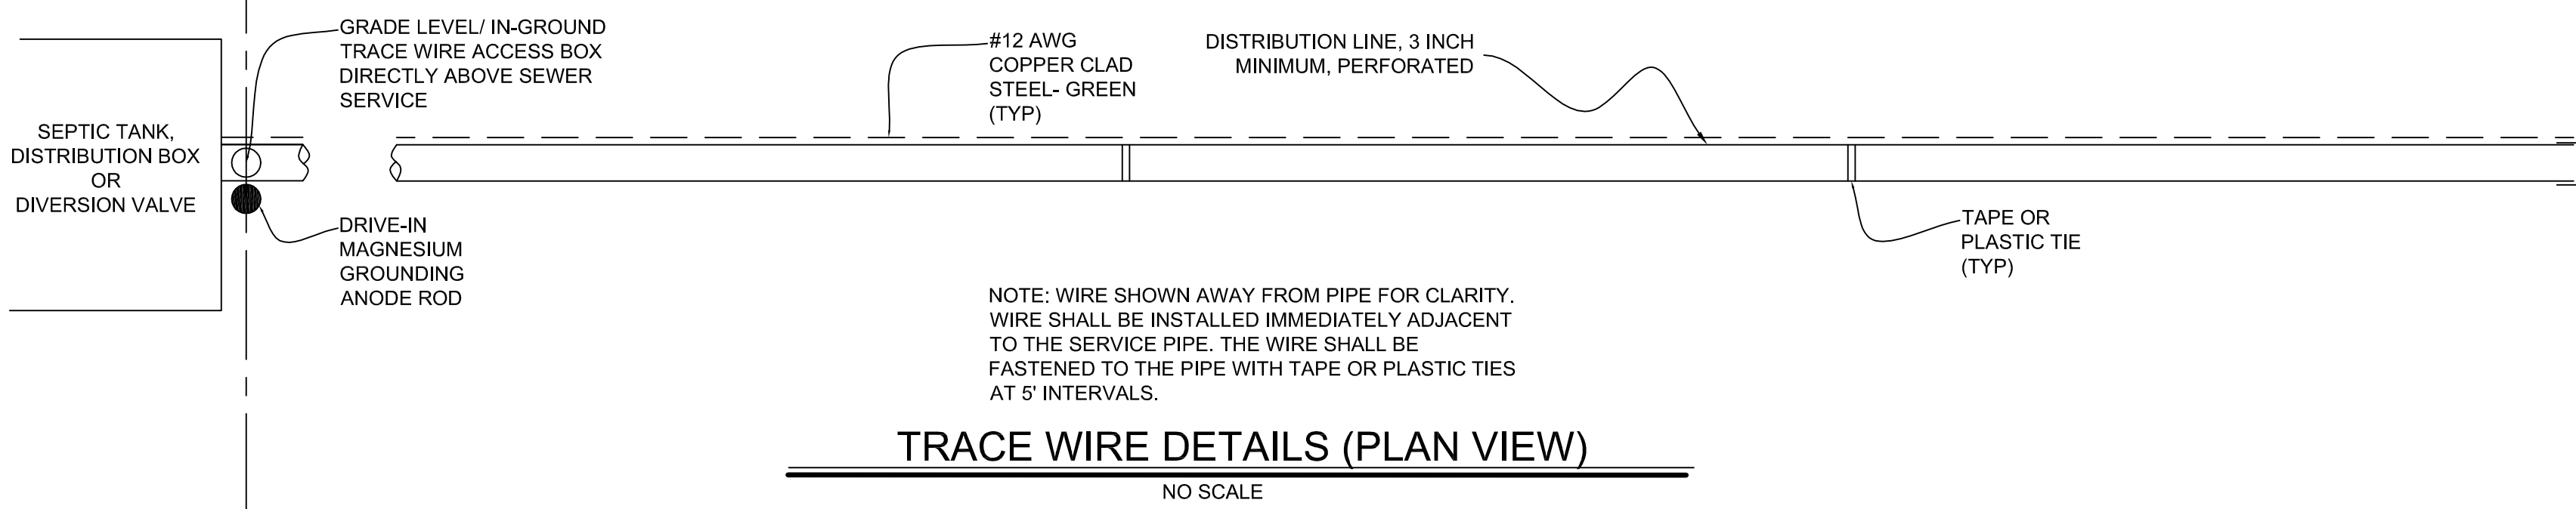 GRADE LEVEL/ IN-GROUND
TRACE WIRE ACCESS BOX
DIRECTLY ABOVE SEWER
SERVICE
#12 AWG
COPPER CLAD
STEEL- GREEN
(TYP)
DISTRIBUTION LINE, 3 INCH
MINIMUM, PERFORATED
SEPTIC TANK,
DISTRIBUTION BOX
OR
DIVERSION VALVE
DRIVE-IN
MAGNESIUM
GROUNDING
ANODE ROD
TAPE OR
PLASTIC TIE
(TYP)
NOTE: WIRE SHOWN AWAY FROM PIPE FOR CLARITY.
WIRE SHALL BE INSTALLED IMMEDIATELY ADJACENT
TO THE SERVICE PIPE. THE WIRE SHALL BE
FASTENED TO THE PIPE WITH TAPE OR PLASTIC TIES
AT 5' INTERVALS.
TRACE WIRE DETAILS (PLAN VIEW)
NO SCALE